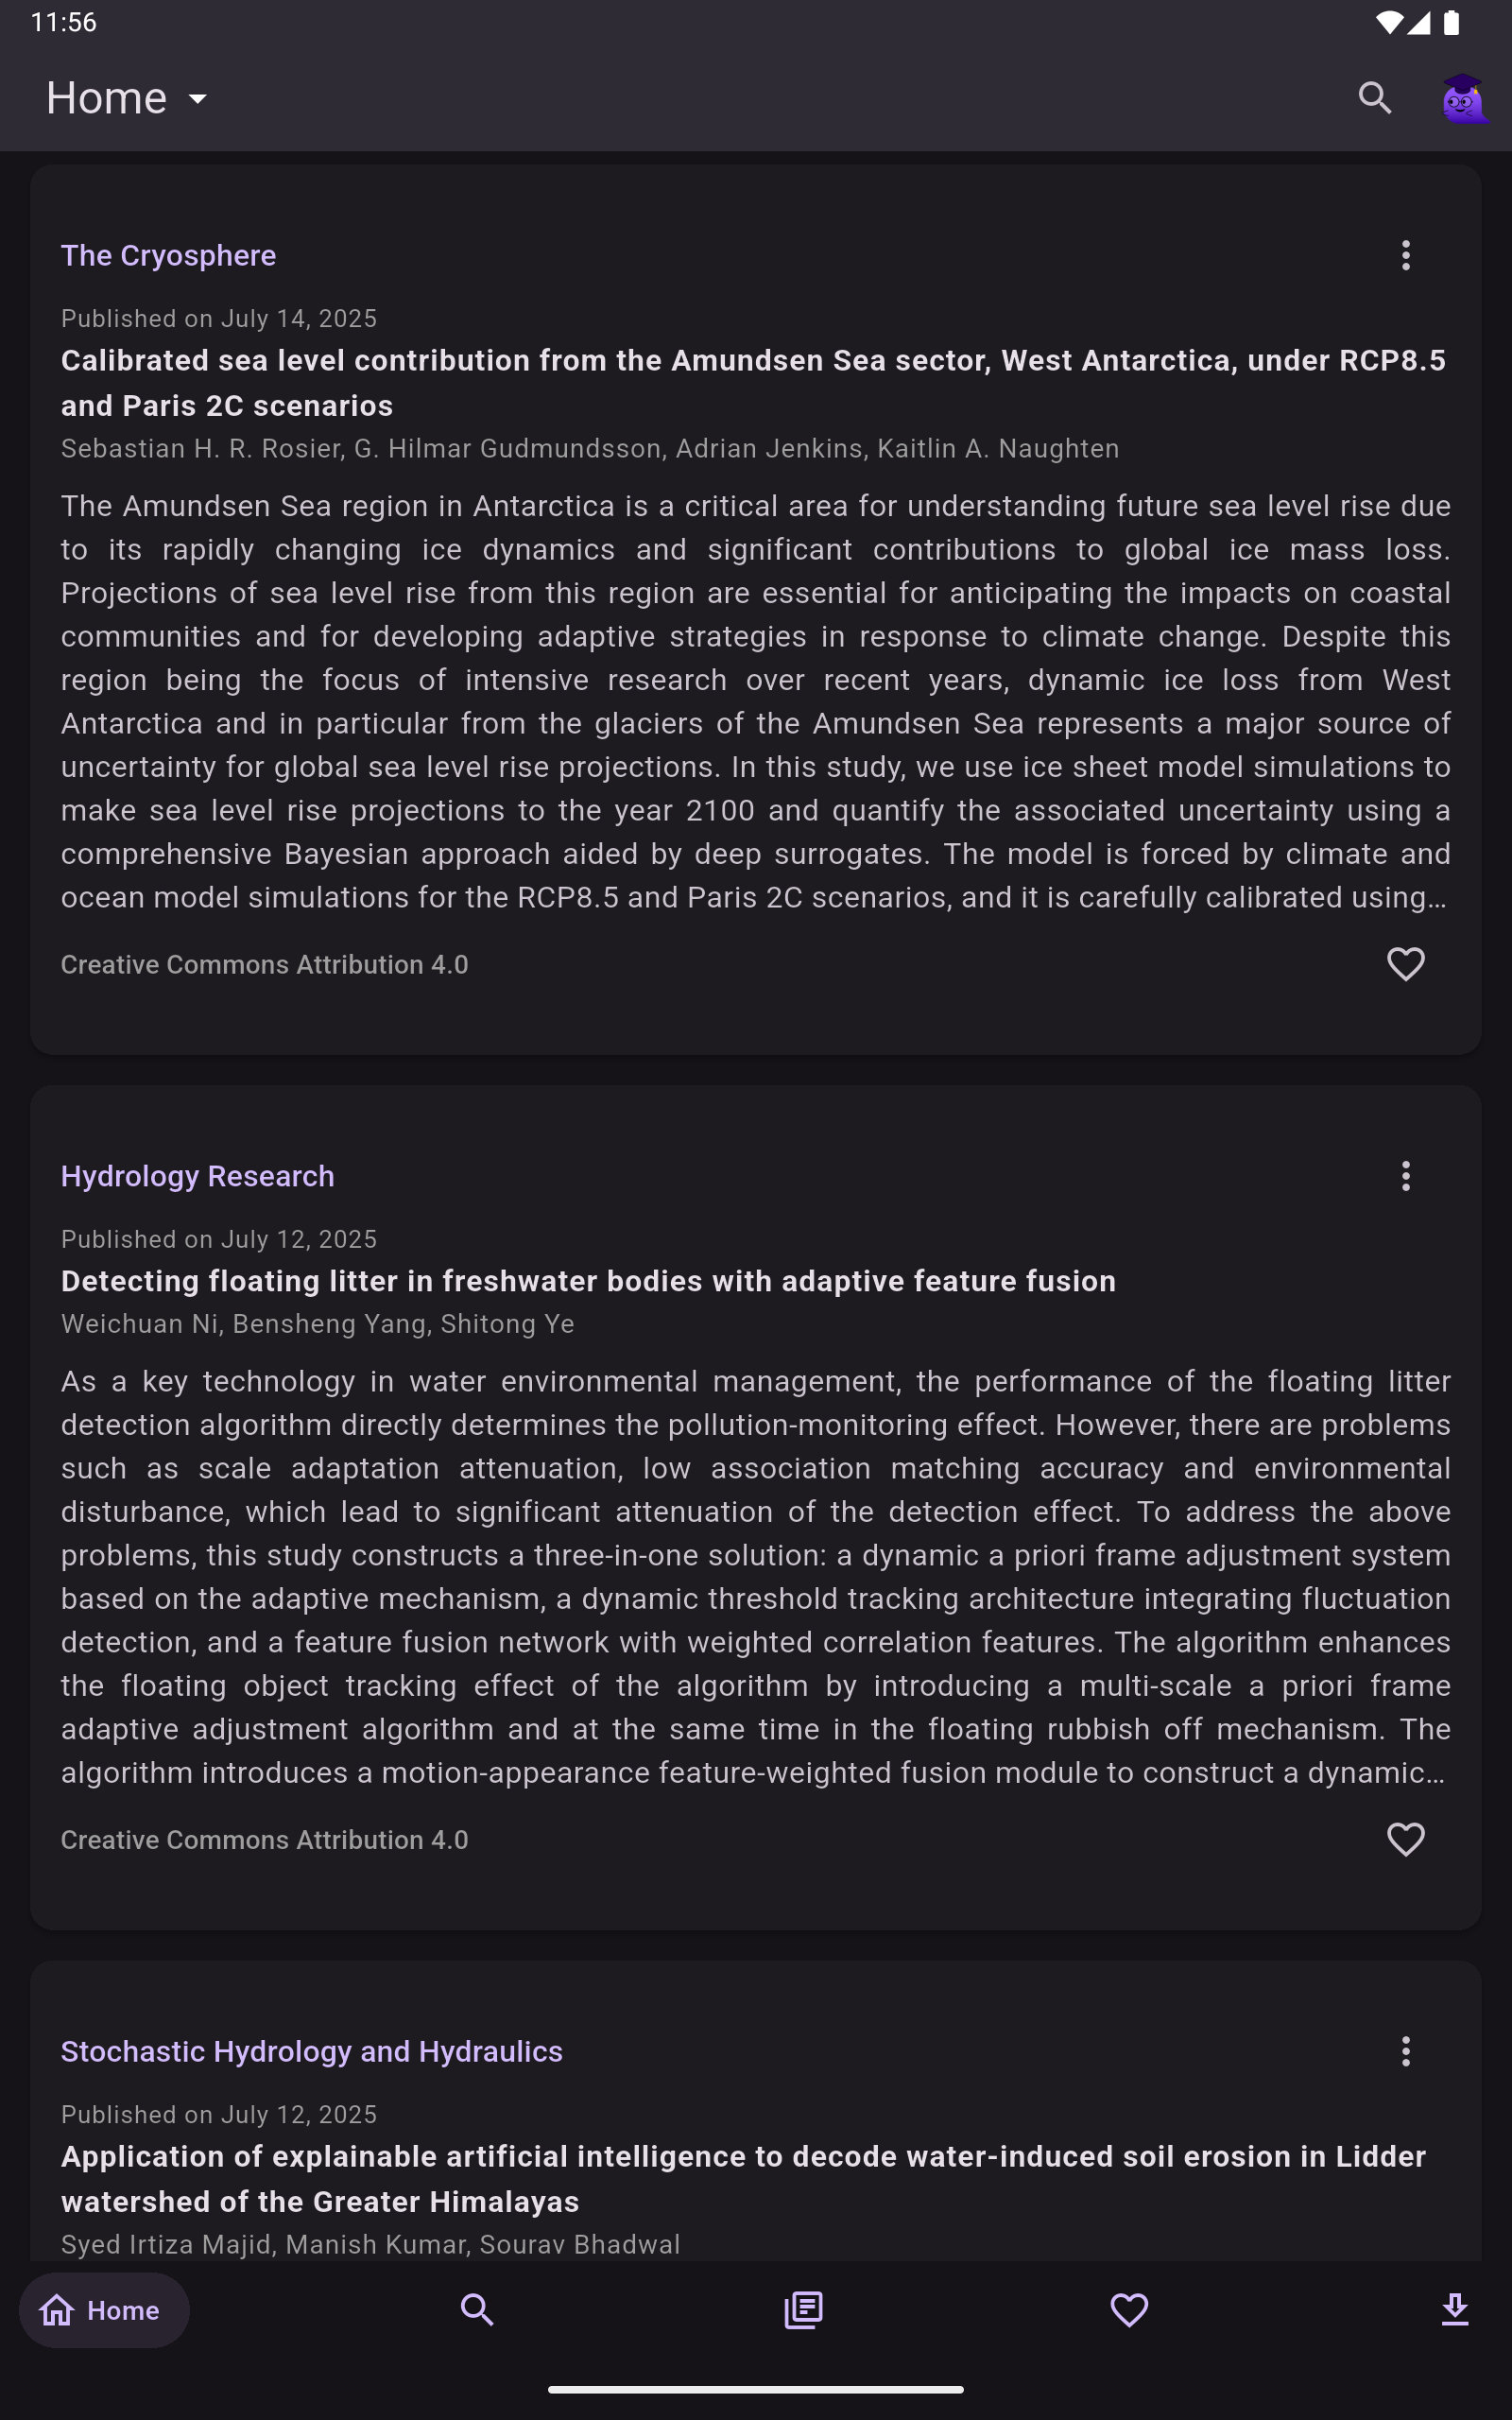 11:56
Home
The Cryosphere
Published on July 14, 2025
Calibrated sea level contribution from the Amundsen Sea sector, West Antarctica, under RCP8.5
and Paris 2C scenarios
Sebastian H. R. Rosier, G. Hilmar Gudmundsson, Adrian Jenkins, Kaitlin A. Naughten
The Amundsen Sea region in Antarctica is a critical area for understanding future sea level rise due
to its rapidly changing ice dynamics and significant contributions to global ice mass loss.
Projections of sea level rise from this region are essential for anticipating the impacts on coastal
communities and for developing adaptive strategies in response to climate change. Despite this
region being the focus of intensive research over recent years, dynamic ice loss from West
Antarctica and in particular from the glaciers of the Amundsen Sea represents a major source of
uncertainty for global sea level rise projections. In this study, we use ice sheet model simulations to
make sea level rise projections to the year 2100 and quantify the associated uncertainty using a
comprehensive Bayesian approach aided by deep surrogates. The model is forced by climate and
ocean model simulations for the RCP8.5 and Paris 2C scenarios, and it is carefully calibrated using…
Creative Commons Attribution 4.0
Hydrology Research
Published on July 12, 2025
Detecting floating litter in freshwater bodies with adaptive feature fusion
Weichuan Ni, Bensheng Yang, Shitong Ye
As a key technology in water environmental management, the performance of the floating litter
detection algorithm directly determines the pollution-monitoring effect. However, there are problems
such as scale adaptation attenuation, low association matching accuracy and environmental
disturbance, which lead to significant attenuation of the detection effect. To address the above
problems, this study constructs a three-in-one solution: a dynamic a priori frame adjustment system
based on the adaptive mechanism, a dynamic threshold tracking architecture integrating fluctuation
detection, and a feature fusion network with weighted correlation features. The algorithm enhances
the floating object tracking effect of the algorithm by introducing a multi-scale a priori frame
adaptive adjustment algorithm and at the same time in the floating rubbish off mechanism. The
algorithm introduces a motion-appearance feature-weighted fusion module to construct a dynamic…
Creative Commons Attribution 4.0
Stochastic Hydrology and Hydraulics
Published on July 12, 2025
Application of explainable artificial intelligence to decode water-induced soil erosion in Lidder
watershed of the Greater Himalayas
Syed Irtiza Majid, Manish Kumar, Sourav Bhadwal
Home